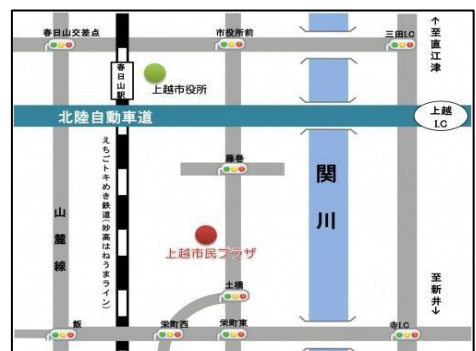 春日山交差点
市役所前
三田I.C
↑至直江津
春日山駅
上越市役所
北陸自動車道
上越
I.C
えちごトキめき鉄道(妙高はねうまライン)
藤巻
関川
山麓線
上越市民プラザ
土橋
至新井↓
飯
栄町西
栄町東
寺I.C